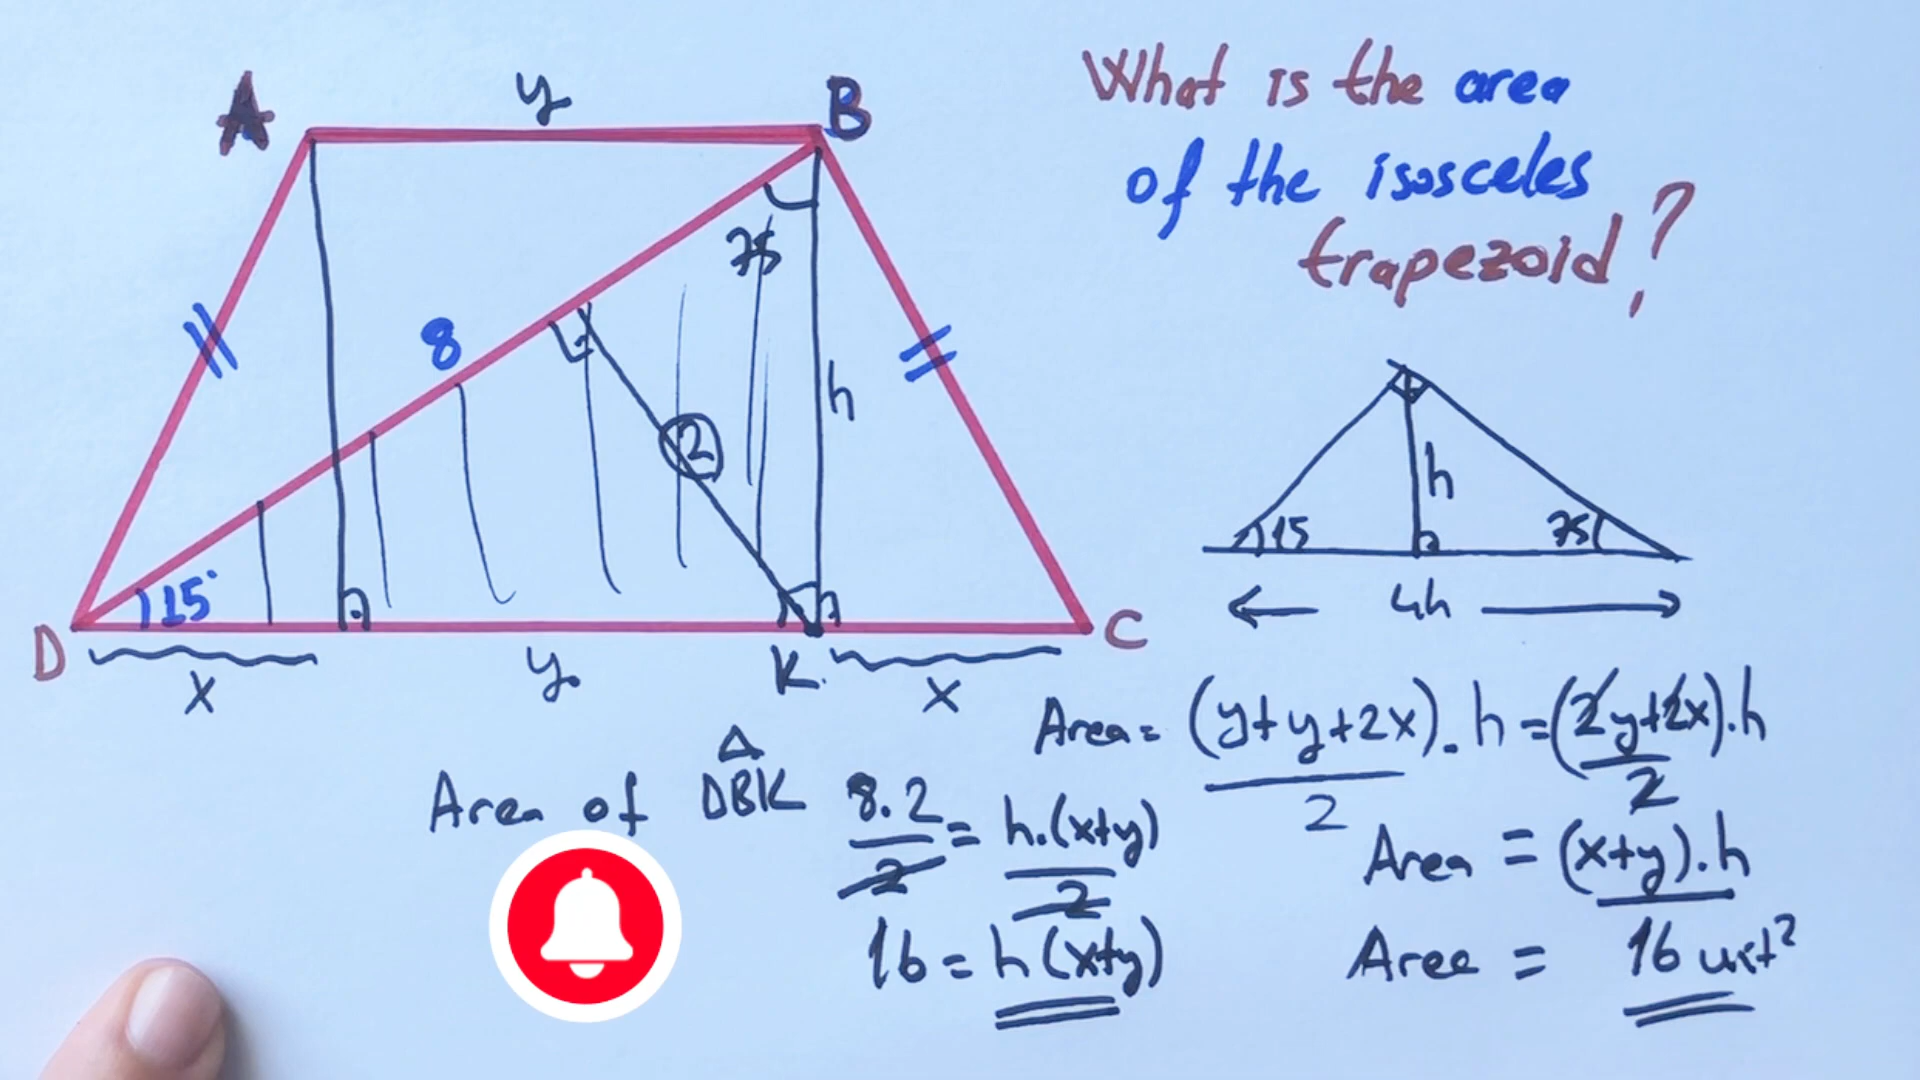 What is the area
of the isosceles
trapezoid?
A
y
B
75
8
h
2
15°
D
x
y
K
x
C
h
15
75
4h
Area = (y+y+2x).h/2 = (2y+2x).h/2
Area of DBK 8.2/2 = h.(x+y)/2
Area = (x+y).h
16 = h(x+y)
Area = 16 unit²